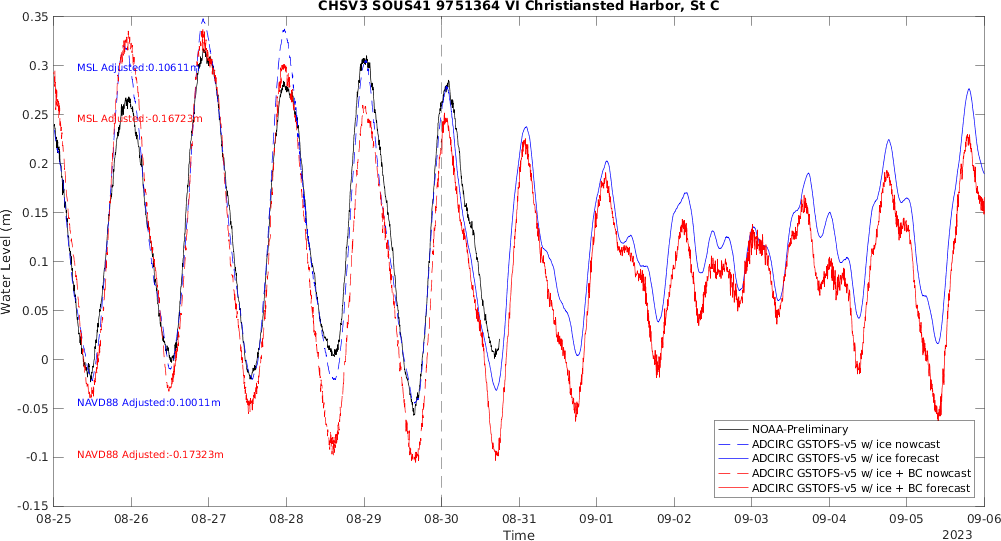 CHSV3 SOUS41 9751364 VI Christiansted Harbor, St C
0.35
0.3
0.25
0.2
0.15
0.1
0.05
0
-0.05
-0.1
-0.15
Water Level (m)
MSL Adjusted:0.10611m
MSL Adjusted:-0.16723m
NAVD88 Adjusted:0.10011m
NAVD88 Adjusted:-0.17323m
NOAA-Preliminary
ADCIRC GSTOFS-v5 w/ ice nowcast
ADCIRC GSTOFS-v5 w/ ice forecast
ADCIRC GSTOFS-v5 w/ ice + BC nowcast
ADCIRC GSTOFS-v5 w/ ice + BC forecast
08-25 08-26 08-27 08-28 08-29 08-30 08-31 09-01 09-02 09-03 09-04 09-05 09-06
Time
2023